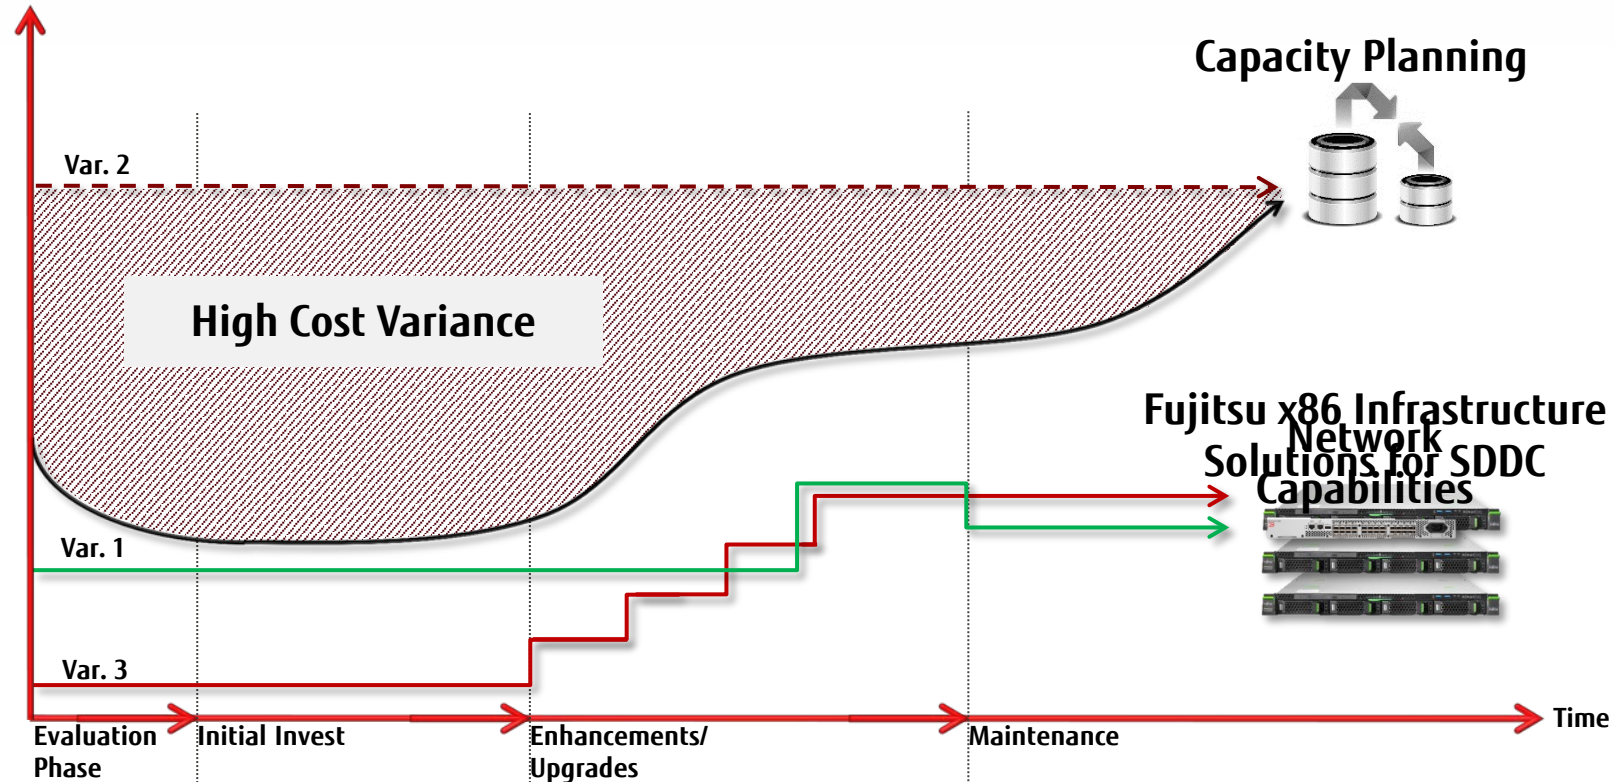 Capacity Planning
Var. 2
High Cost Variance
Fujitsu x86 Infrastructure
Solutions for SDDC
Network
Capabilities
Var. 1
Var. 3
Time
Evaluation
Phase
Initial Invest
Enhancements/
Upgrades
Maintenance